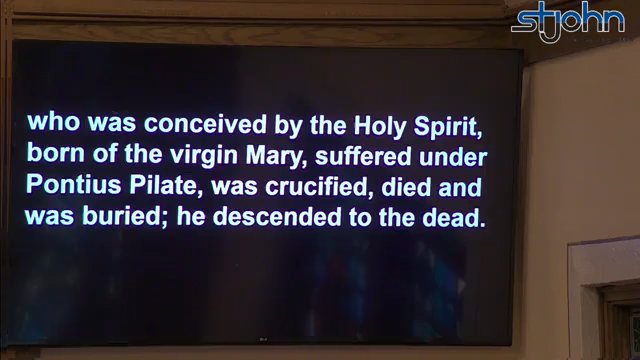 stjohn
who was conceived by the Holy Spirit,
born of the virgin Mary, suffered under
Pontius Pilate, was crucified, died and
was buried; he descended to the dead.
LG